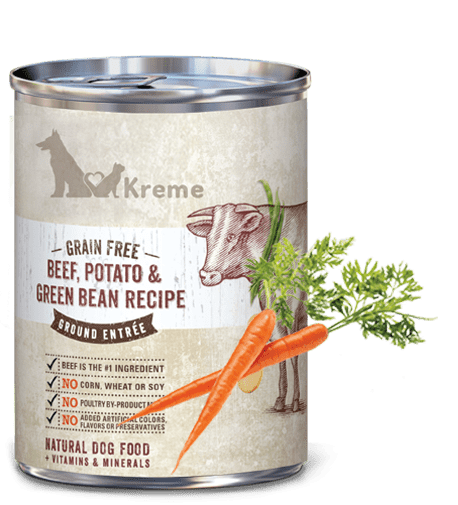 Kreme
GRAIN FREE
BEEF, POTATO &
GREEN BEAN RECIPE
GROUND ENTRÉE
BEEF IS THE #1 INGREDIENT
NO CORN, WHEAT OR SOY
NO POULTRY BY-PRODUCT
NO ADDED ARTIFICIAL COLORS,
FLAVORS OR PRESERVATIVES
NATURAL DOG FOOD
+ VITAMINS & MINERALS